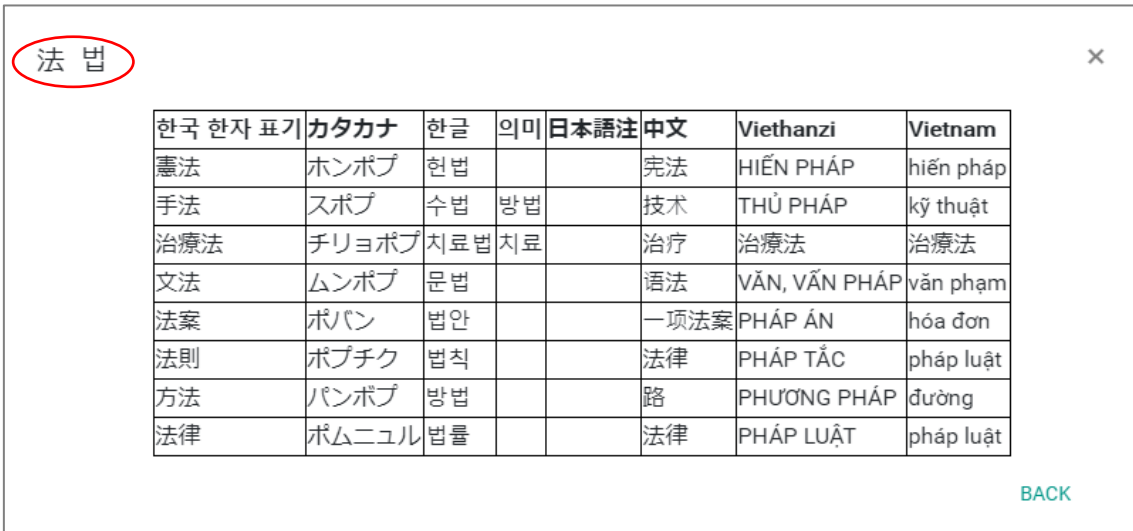 法 법
×
한국 한자 표기 カタカナ 한글 의미 日本語注 中文 Viethanzi Vietnam
憲法 ホンポプ 헌법 宪法 HIẾN PHÁP hiến pháp
手法 スポプ 수법 방법 技术 THỦ PHÁP kỹ thuật
治療法 チリョポプ 치료법 치료 治疗 治療法 治療法
文法 ムンポプ 문법 语法 VĂN, VẤN PHÁP văn phạm
法案 ポバン 법안 一项法案 PHÁP ÁN hóa đơn
法則 ポプチク 법칙 法律 PHÁP TẮC pháp luật
方法 パンボプ 방법 路 PHƯƠNG PHÁP đường
法律 ポムニュル 법률 法律 PHÁP LUẬT pháp luật
BACK